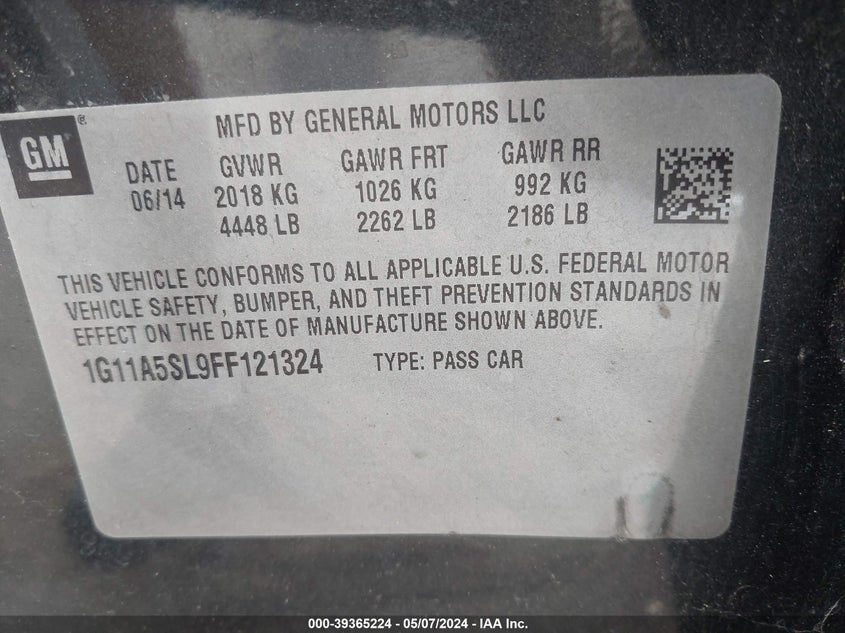 MFD BY GENERAL MOTORS LLC
GM®
DATE GVWR GAWR FRT GAWR RR
06/14 2018 KG 1026 KG 992 KG
4448 LB 2262 LB 2186 LB
THIS VEHICLE CONFORMS TO ALL APPLICABLE U.S. FEDERAL MOTOR
VEHICLE SAFETY, BUMPER, AND THEFT PREVENTION STANDARDS IN
EFFECT ON THE DATE OF MANUFACTURE SHOWN ABOVE.
1G11A5SL9FF121324 TYPE: PASS CAR
000-39365224 - 05/07/2024 - IAA Inc.